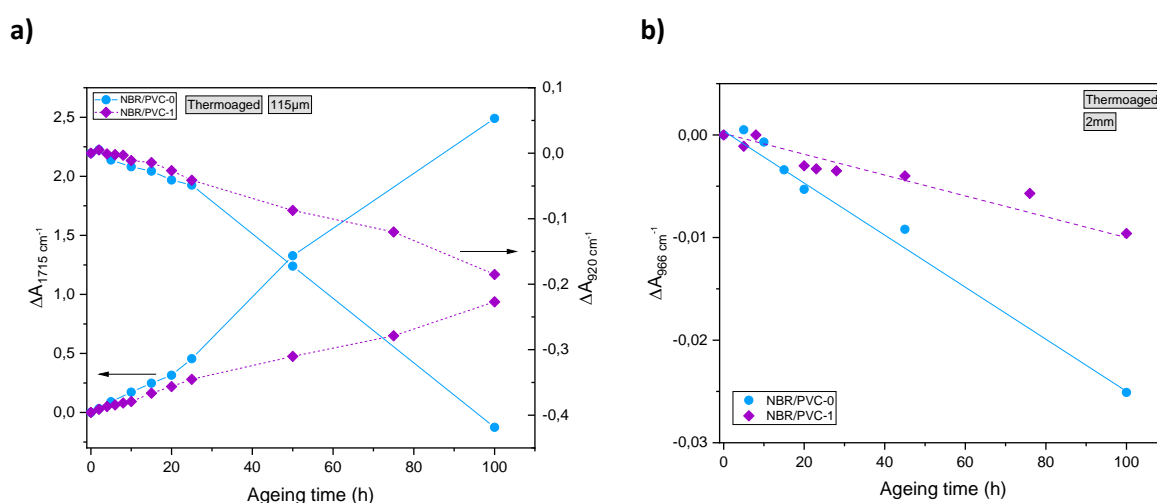 a)
NBR/PVC-0
NBR/PVC-1
Thermoaged 115µm
2,5
2,0
1,5
1,0
0,5
0,0
ΔA1715 cm⁻¹
0,1
0,0
-0,1
-0,2
-0,3
-0,4
ΔA920 cm⁻¹
0 20 40 60 80 100
Ageing time (h)
b)
Thermoaged
2mm
0,00
-0,01
-0,02
-0,03
ΔA966 cm⁻¹
NBR/PVC-0
NBR/PVC-1
0 20 40 60 80 100
Ageing time (h)